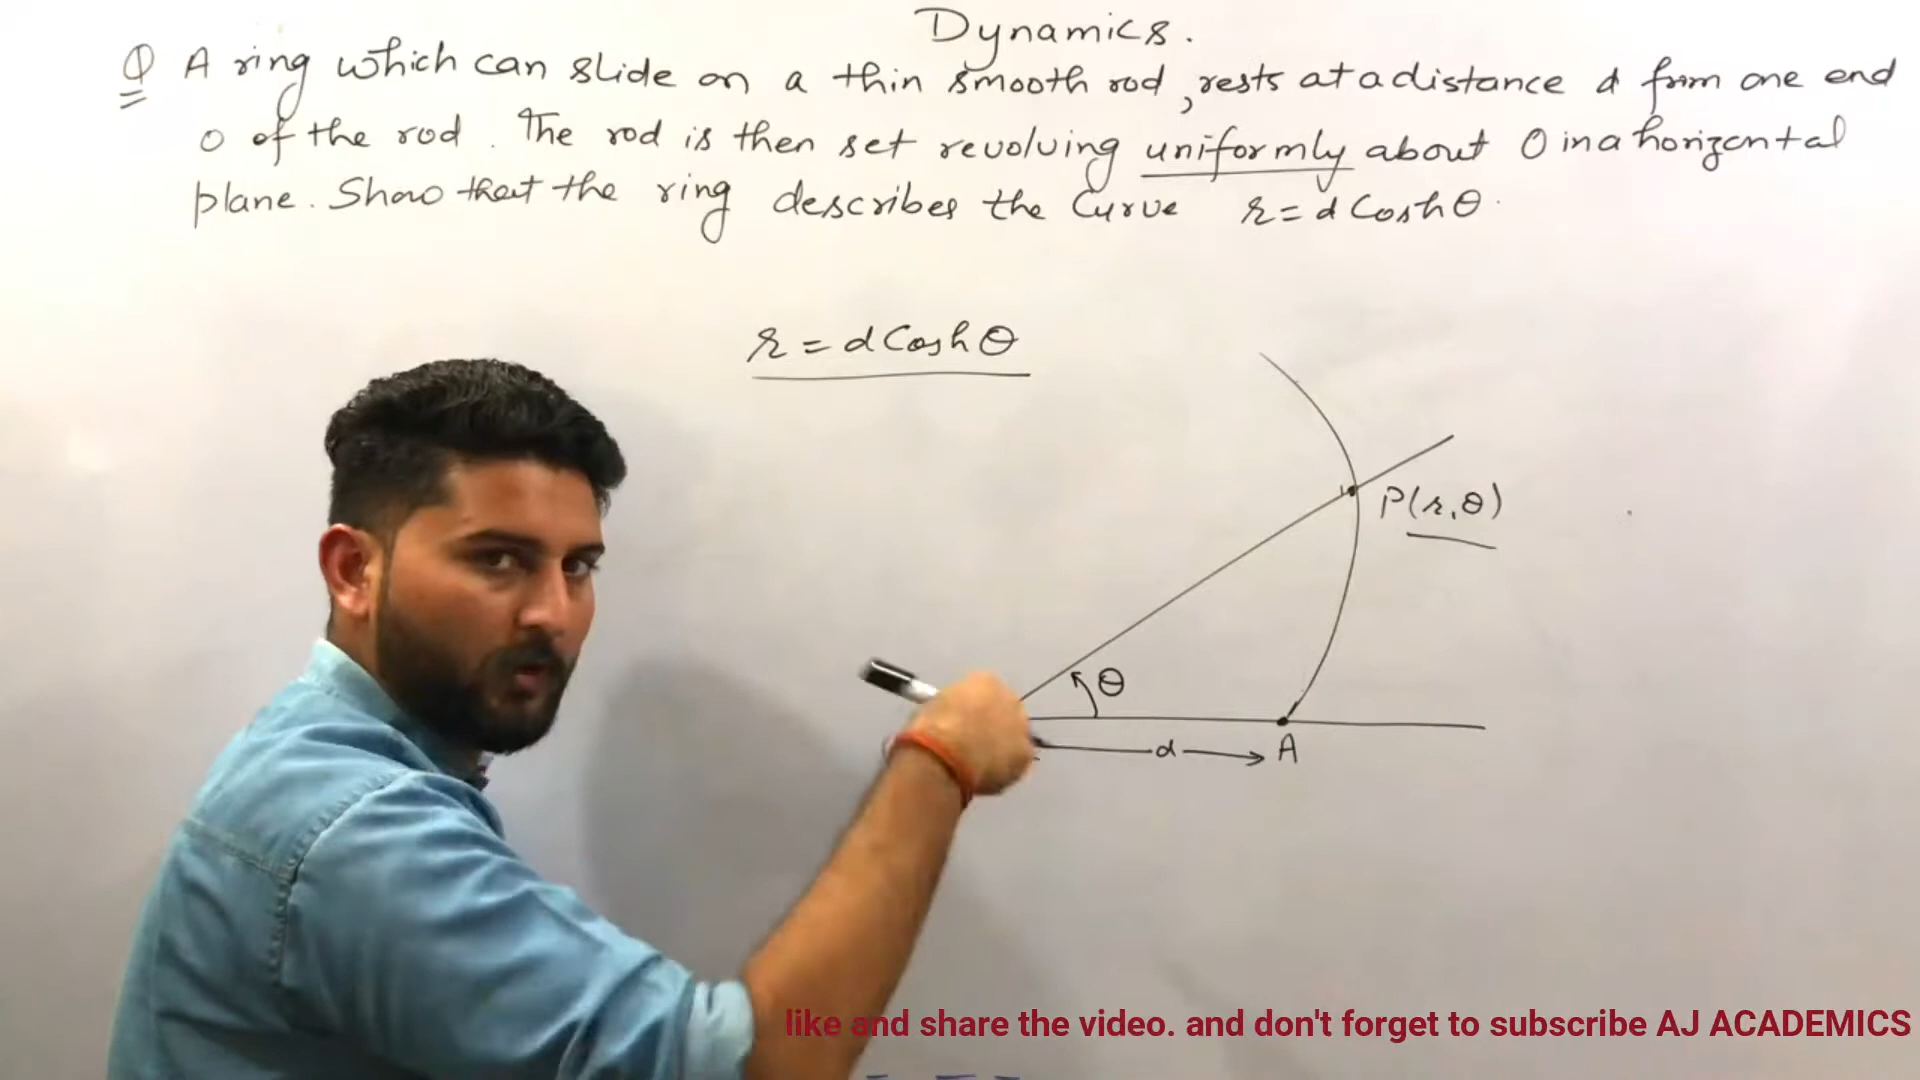 Dynamics.
Q A ring which can slide on a thin smooth rod, rests at a distance d from one end
O of the rod. The rod is then set revolving uniformly about O in a horizontal
plane. Show that the ring describes the Curve r = d Cosh θ.
r = d Cosh θ
P(r, θ)
θ
d A
like and share the video. and don't forget to subscribe AJ ACADEMICS